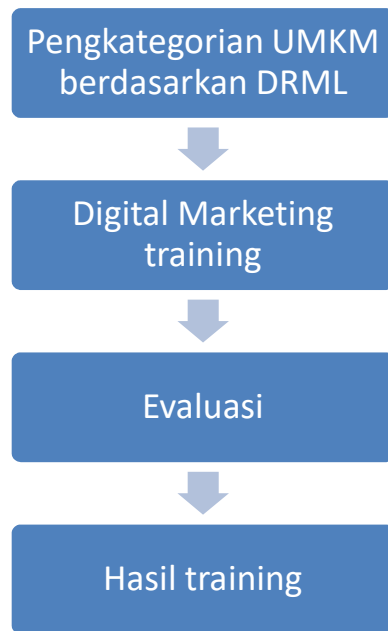 Pengkategorian UMKM
berdasarkan DRML
Digital Marketing
training
Evaluasi
Hasil training